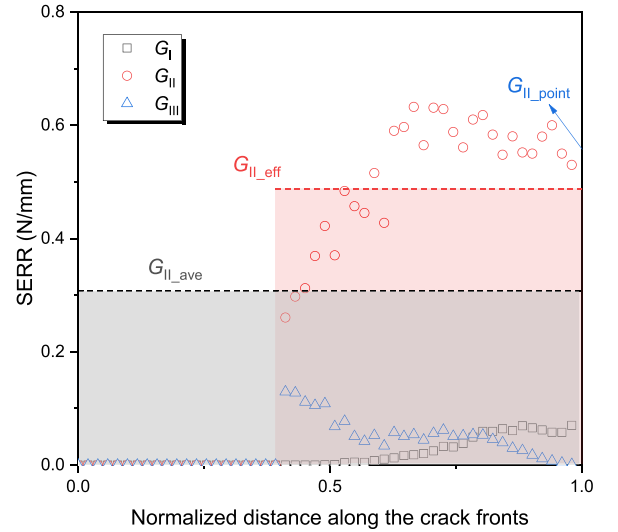 0.8
G_I
G_II
G_III
G_II_point
0.6
G_II_eff
0.4
G_II_ave
0.2
0.0
0.0
0.5
1.0
SERR (N/mm)
Normalized distance along the crack fronts